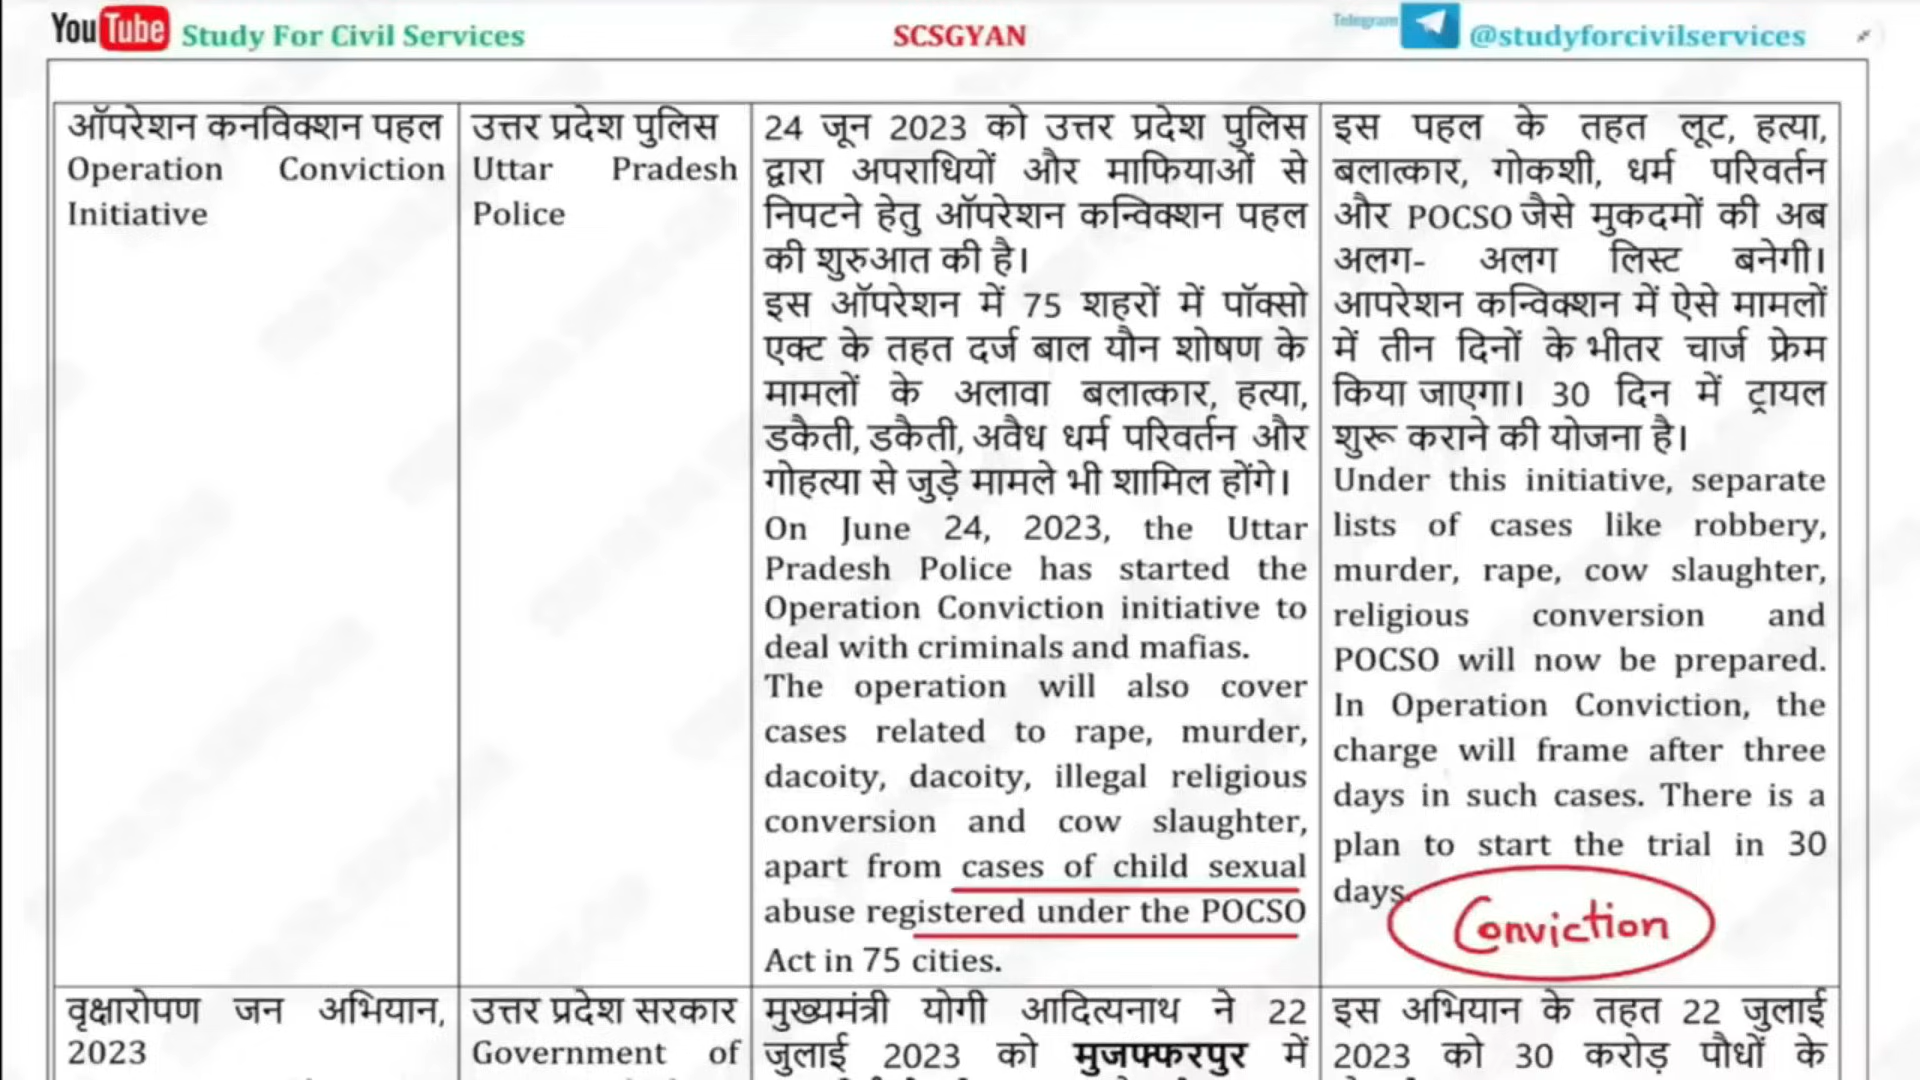 YouTube Study For Civil Services SCSGYAN Telegram @studyforcivilservices
ऑपरेशन कनविक्शन पहल
Operation Conviction
Initiative
उत्तर प्रदेश पुलिस
Uttar Pradesh
Police
24 जून 2023 को उत्तर प्रदेश पुलिस
द्वारा अपराधियों और माफियाओं से
निपटने हेतु ऑपरेशन कन्विक्शन पहल
की शुरुआत की है।
इस ऑपरेशन में 75 शहरों में पॉक्सो
एक्ट के तहत दर्ज बाल यौन शोषण के
मामलों के अलावा बलात्कार, हत्या,
डकैती, डकैती, अवैध धर्म परिवर्तन और
गोहत्या से जुड़े मामले भी शामिल होंगे।
On June 24, 2023, the Uttar
Pradesh Police has started the
Operation Conviction initiative to
deal with criminals and mafias.
The operation will also cover
cases related to rape, murder,
dacoity, dacoity, illegal religious
conversion and cow slaughter,
apart from cases of child sexual
abuse registered under the POCSO
Act in 75 cities.
इस पहल के तहत लूट, हत्या,
बलात्कार, गोकशी, धर्म परिवर्तन
और POCSO जैसे मुकदमों की अब
अलग- अलग लिस्ट बनेगी।
आपरेशन कन्विक्शन में ऐसे मामलों
में तीन दिनों के भीतर चार्ज फ्रेम
किया जाएगा। 30 दिन में ट्रायल
शुरू कराने की योजना है।
Under this initiative, separate
lists of cases like robbery,
murder, rape, cow slaughter,
religious conversion and
POCSO will now be prepared.
In Operation Conviction, the
charge will frame after three
days in such cases. There is a
plan to start the trial in 30
days.
Conviction
वृक्षारोपण जन अभियान,
2023
उत्तर प्रदेश सरकार
Government of
मुख्यमंत्री योगी आदित्यनाथ ने 22
जुलाई 2023 को मुजफ्फरपुर में
इस अभियान के तहत 22 जुलाई
2023 को 30 करोड़ पौधों के